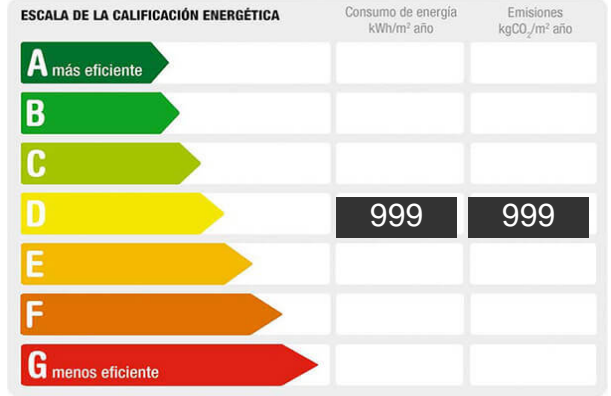 ESCALA DE LA CALIFICACIÓN ENERGÉTICA
Consumo de energía
kWh/m² año
Emisiones
kgCO₂/m² año
A más eficiente
B
C
D 999 999
E
F
G menos eficiente